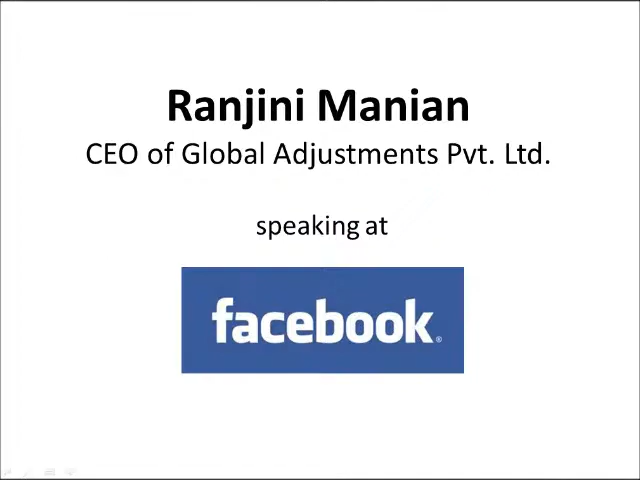 Ranjini Manian
CEO of Global Adjustments Pvt. Ltd.
speaking at
facebook®